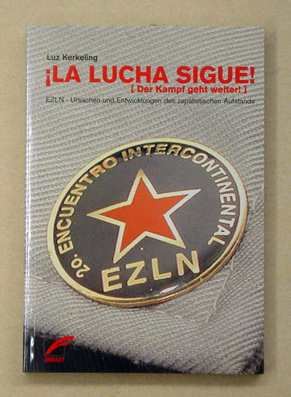 Luz Kerkeling
¡LA LUCHA SIGUE!
[ Der Kampf geht weiter! ]
EZLN - Ursachen und Entwicklungen des zapatistischen Aufstands
2o. ENCUENTRO INTERCONTINENTAL
EZLN
UNRAST